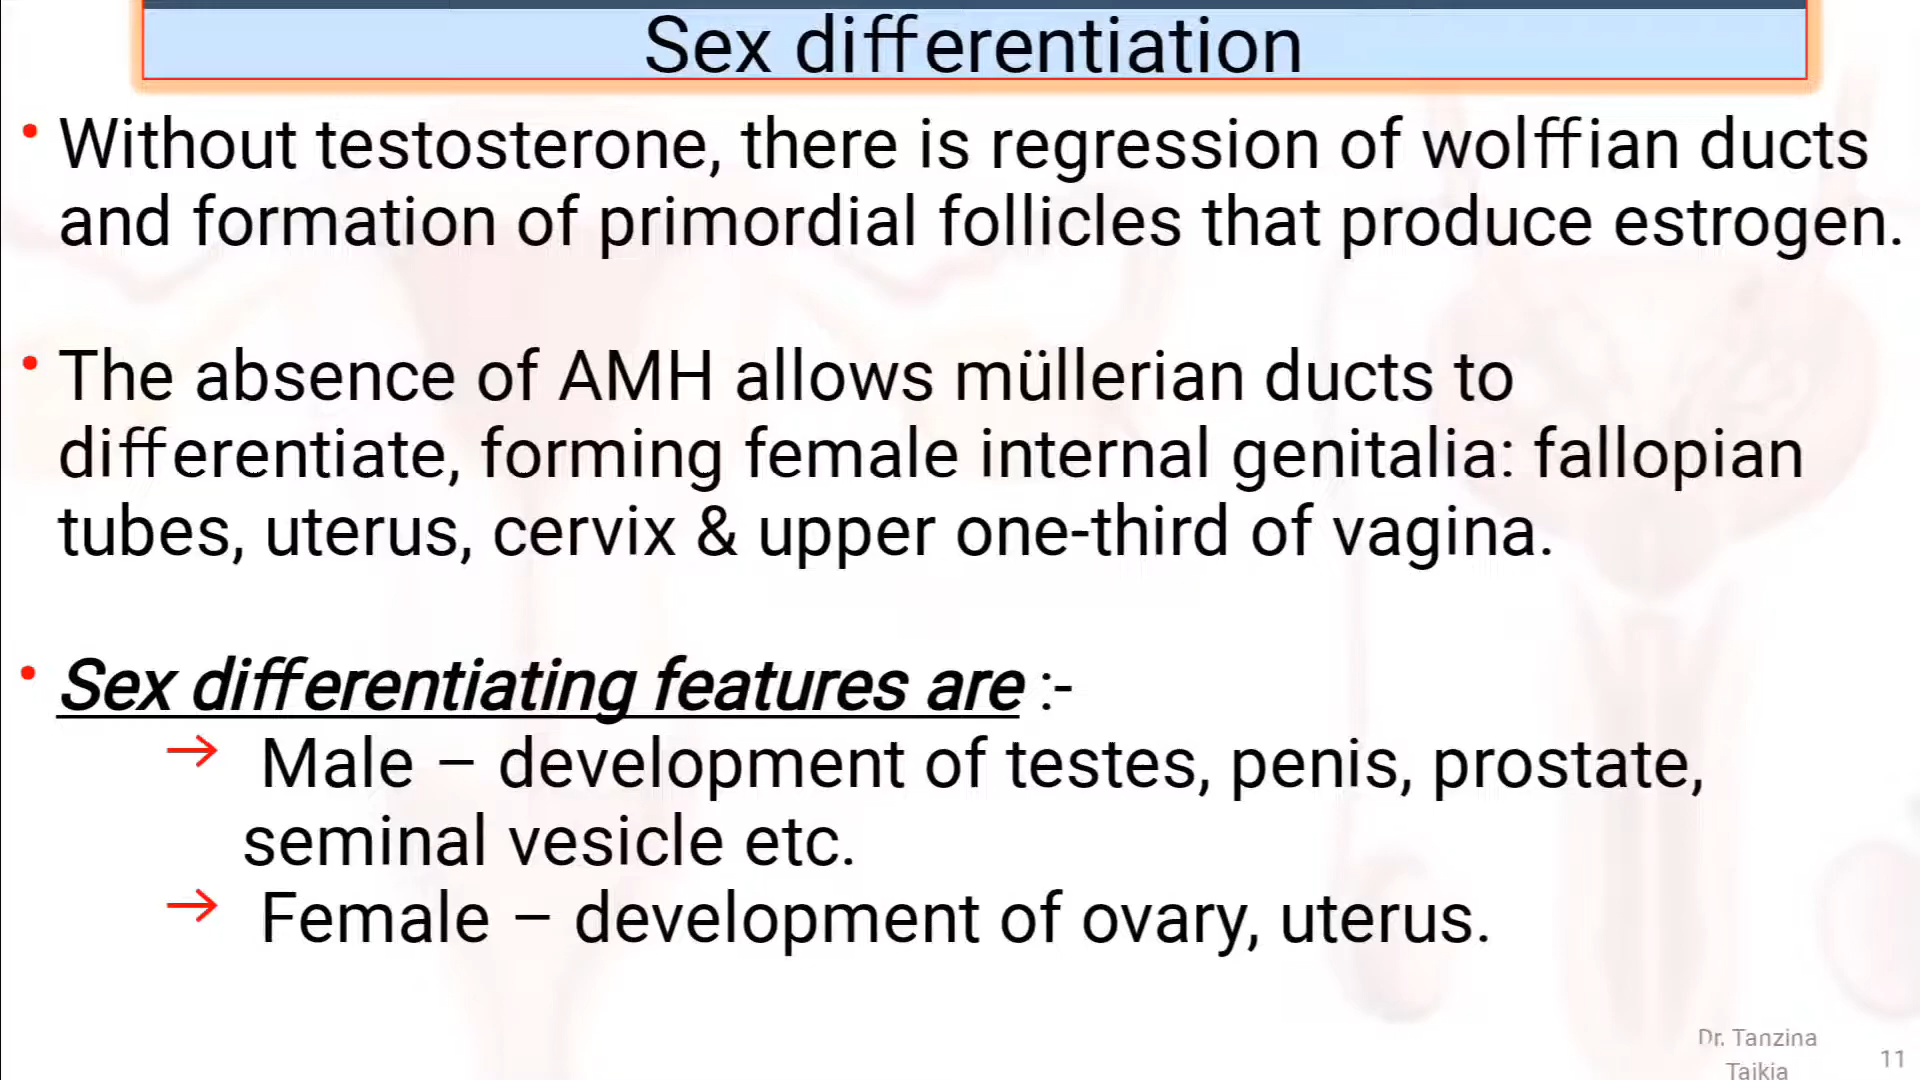 Sex differentiation
• Without testosterone, there is regression of wolffian ducts
and formation of primordial follicles that produce estrogen.
• The absence of AMH allows müllerian ducts to
differentiate, forming female internal genitalia: fallopian
tubes, uterus, cervix & upper one-third of vagina.
• Sex differentiating features are :-
→ Male – development of testes, penis, prostate,
seminal vesicle etc.
→ Female – development of ovary, uterus.
Dr. Tanzina
Taikia
11